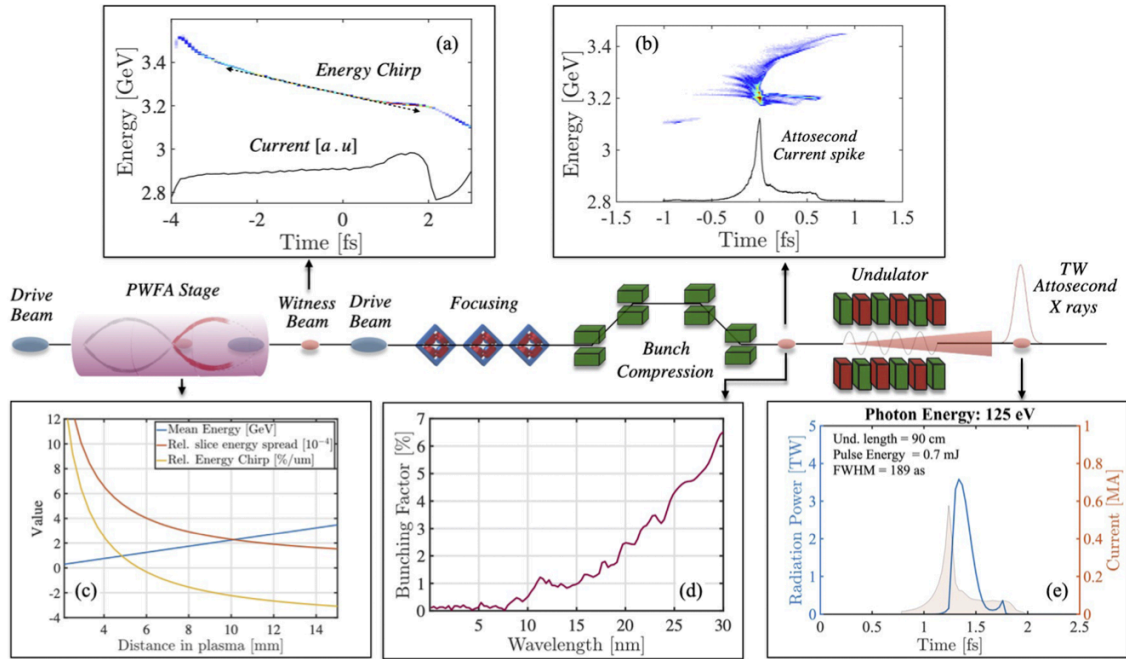 (a)
Energy Chirp
Current [a.u]
Energy [GeV]
3.4
3.2
3
2.8
-4
-2
0
2
Time [fs]
(b)
Attosecond
Current spike
Energy [GeV]
3.4
3.2
3
2.8
-1.5
-1
-0.5
0
0.5
1
1.5
Time [fs]
Drive
Beam
PWFA Stage
Witness
Beam
Drive
Beam
Focusing
Bunch
Compression
Undulator
TW
Attosecond
X rays
Mean Energy [GeV]
Rel. slice energy spread [10⁻⁴]
Rel. Energy Chirp [%/um]
Value
12
10
8
6
4
2
0
-2
-4
(c)
4
6
8
10
12
14
Distance in plasma [mm]
Bunching Factor [%]
7
6
5
4
3
2
1
0
(d)
5
10
15
20
25
30
Wavelength [nm]
Photon Energy: 125 eV
Und. length = 90 cm
Pulse Energy = 0.7 mJ
FWHM = 189 as
Radiation Power [TW]
5
4
3
2
1
0
Current [MA]
1
0.8
0.6
0.4
0.2
0
(e)
0
0.5
1
1.5
2
2.5
Time [fs]